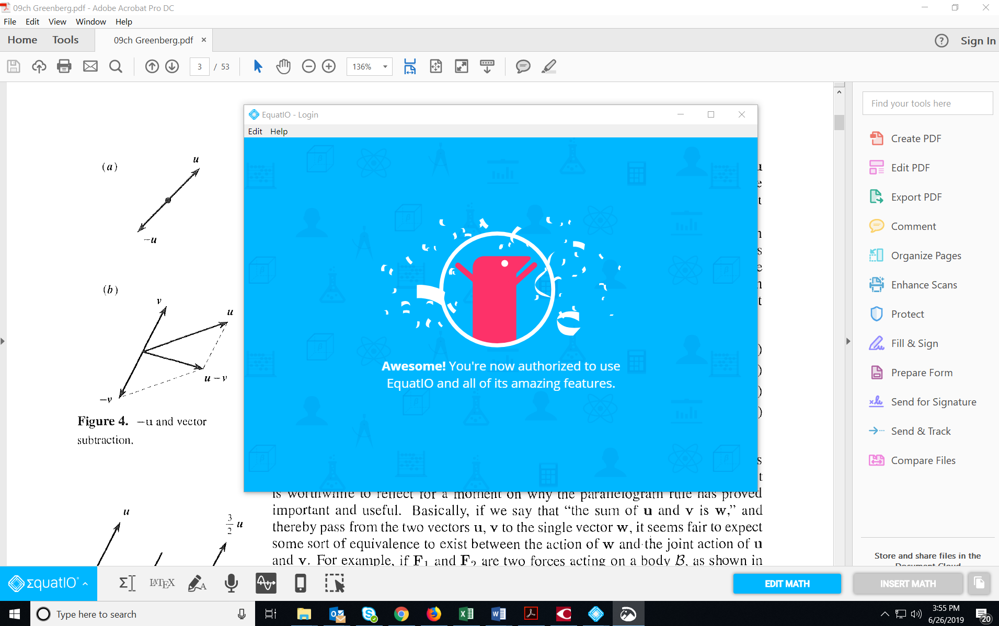 09ch Greenberg.pdf - Adobe Acrobat Pro DC
File Edit View Window Help
Home Tools 09ch Greenberg.pdf × ? Sign In
3 / 53 136%
Find your tools here
Create PDF
Edit PDF
Export PDF
Comment
Organize Pages
Enhance Scans
Protect
Fill & Sign
Prepare Form
Send for Signature
Send & Track
Compare Files
Store and share files in the
Document Cloud
EquatIO - Login
Edit Help
Awesome! You're now authorized to use
EquatIO and all of its amazing features.
(a)
u
−u
(b)
v
u
u − v
−v
Figure 4. −u and vector
subtraction.
u
3/2 u
is worthwhile to reflect for a moment on why the parallelogram rule has proved
important and useful. Basically, if we say that “the sum of u and v is w,” and
thereby pass from the two vectors u, v to the single vector w, it seems fair to expect
some sort of equivalence to exist between the action of w and the joint action of u
and v. For example, if F₁ and F₂ are two forces acting on a body ℬ, as shown in
ΣquatIO® Σ LATEX A EDIT MATH INSERT MATH
Type here to search
3:55 PM
6/26/2019
20